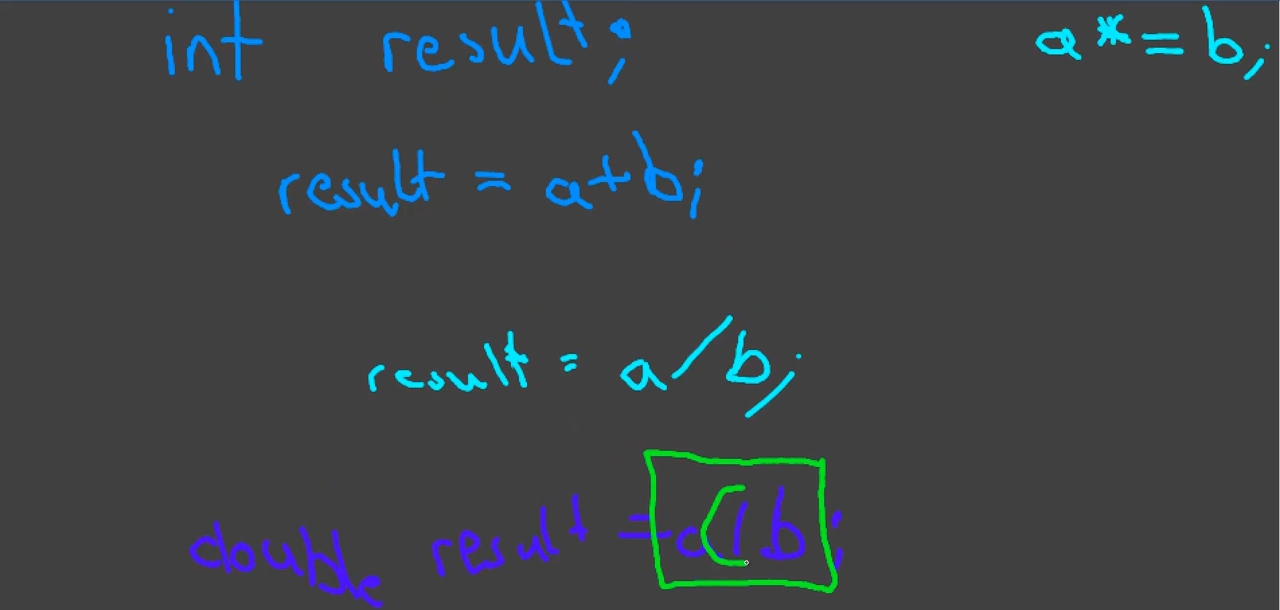 int result;
a*=b;
result = a+b;
result = a/b;
double result = a/b;